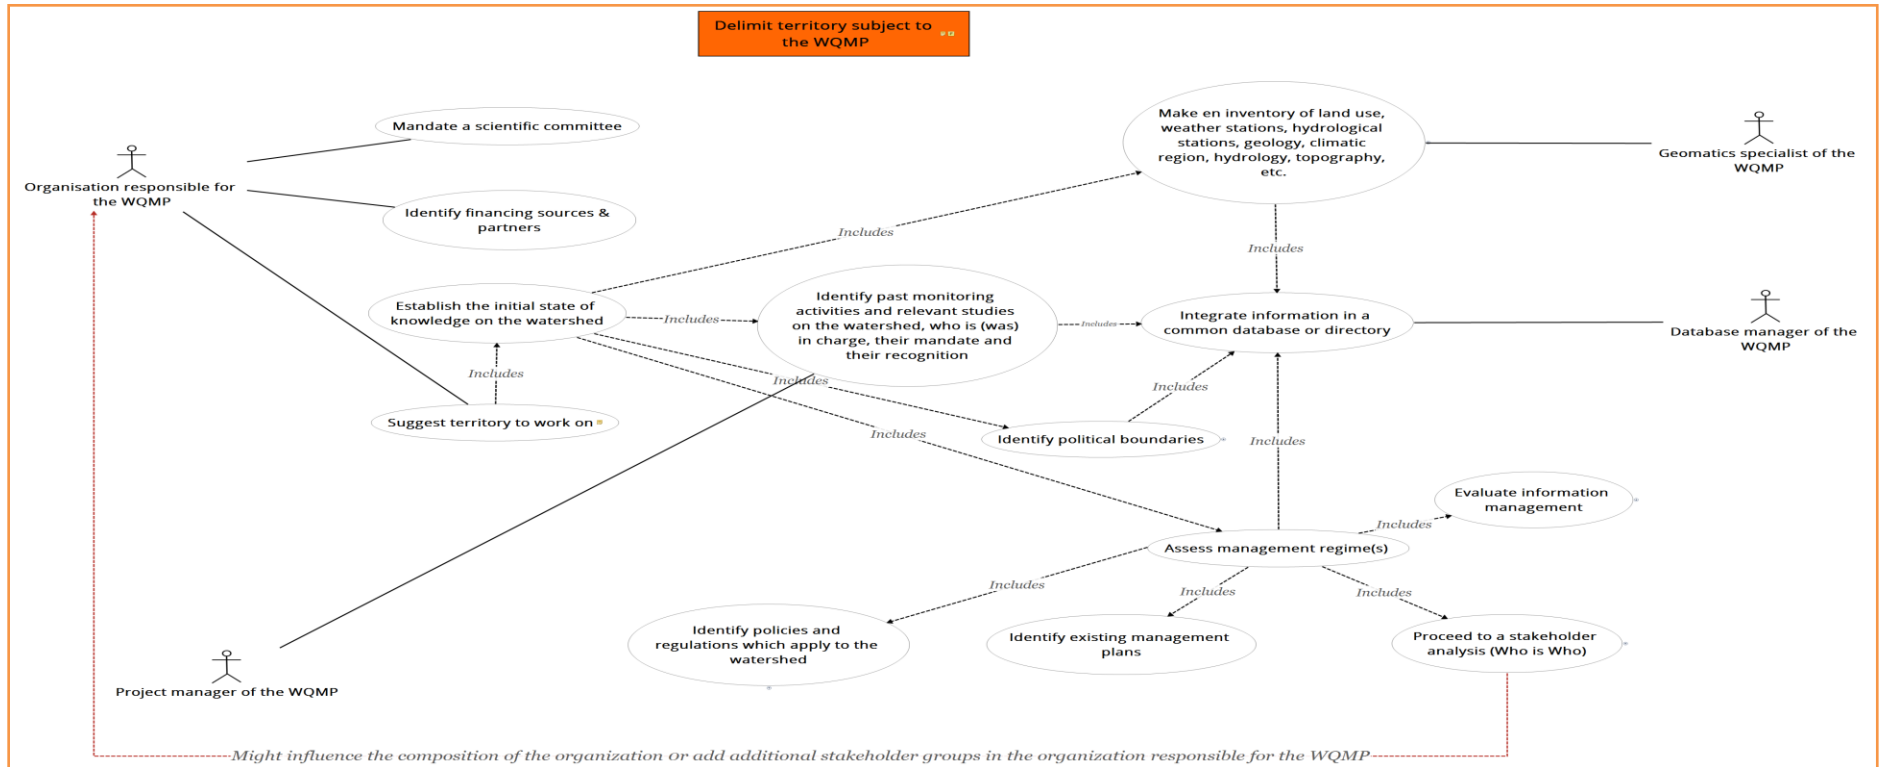 Delimit territory subject to
the WQMP
Mandate a scientific committee
Make en inventory of land use,
weather stations, hydrological
stations, geology, climatic
region, hydrology, topography,
etc.
Geomatics specialist of the
WQMP
Organisation responsible for
the WQMP
Identify financing sources &
partners
Includes
Includes
Establish the initial state of
knowledge on the watershed
Includes
Identify past monitoring
activities and relevant studies
on the watershed, who is (was)
in charge, their mandate and
their recognition
Includes
Integrate information in a
common database or directory
Database manager of the
WQMP
Includes
Includes
Includes
Suggest territory to work on
Includes
Identify political boundaries
Includes
Evaluate information
management
Includes
Assess management regime(s)
Includes
Includes
Includes
Identify policies and
regulations which apply to the
watershed
Identify existing management
plans
Proceed to a stakeholder
analysis (Who is Who)
Project manager of the WQMP
Might influence the composition of the organization or add additional stakeholder groups in the organization responsible for the WQMP